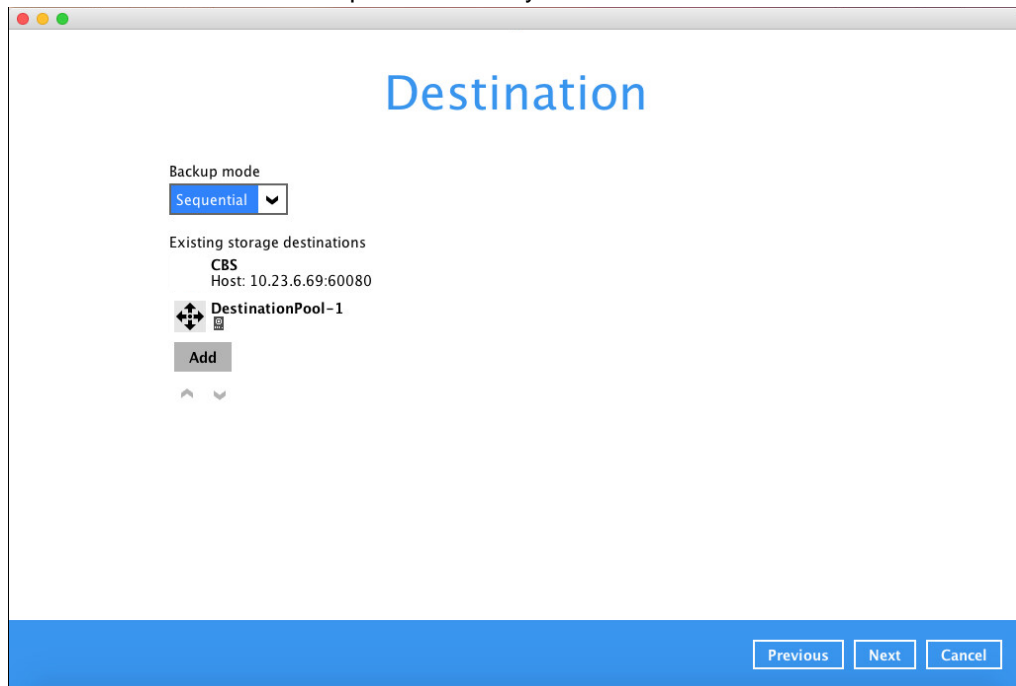 Destination
Backup mode
Sequential
Existing storage destinations
CBS
Host: 10.23.6.69:60080
DestinationPool-1
Add
Previous Next Cancel